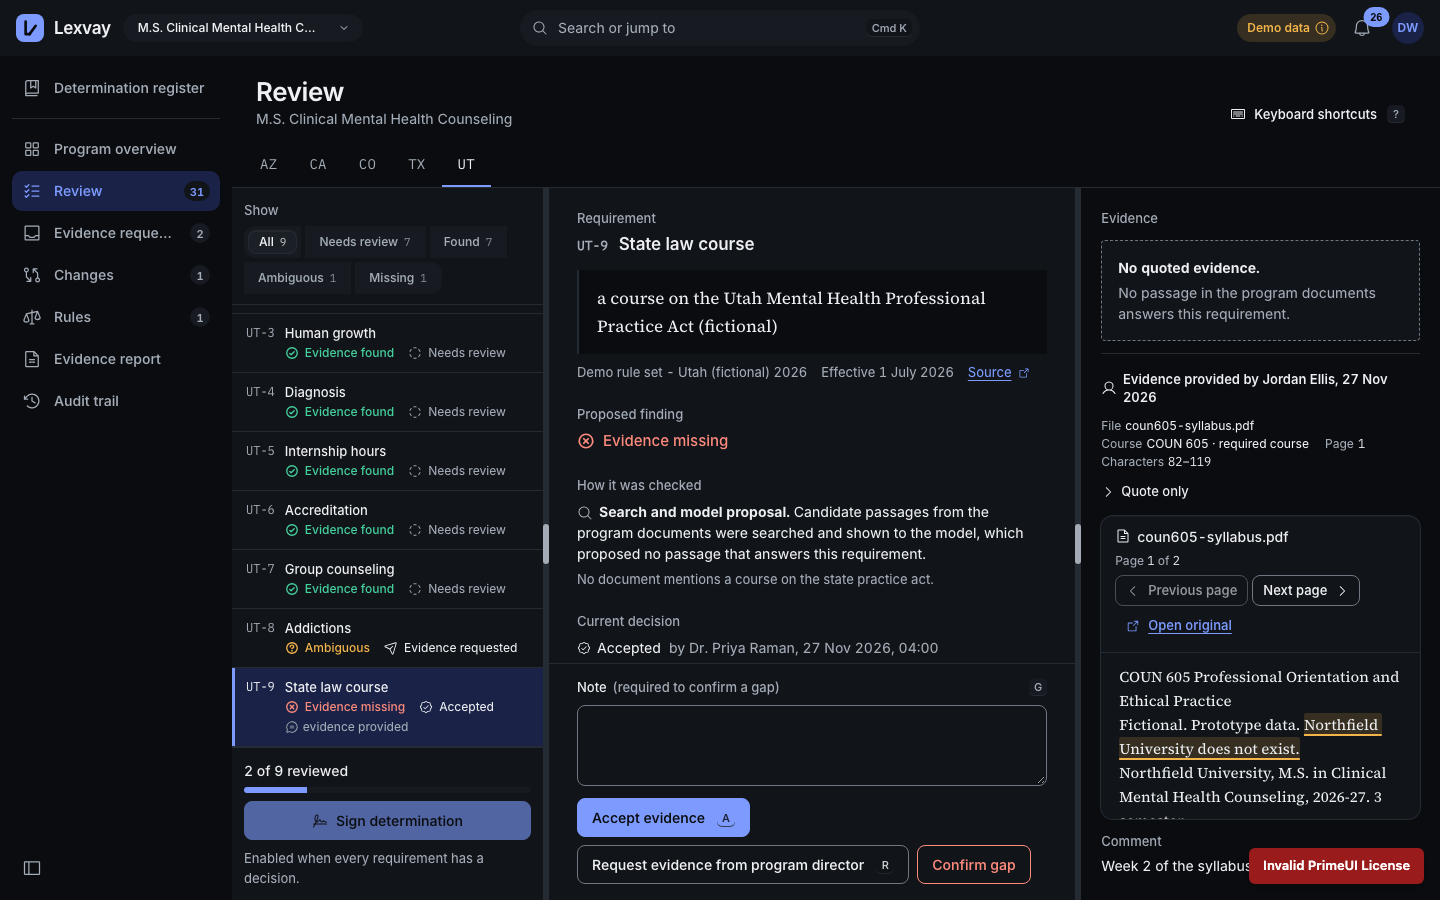 Lexvay
M.S. Clinical Mental Health C...
Search or jump to
Cmd K
Demo data
26
DW
Determination register
Program overview
Review 31
Evidence reque... 2
Changes 1
Rules 1
Evidence report
Audit trail
Review
M.S. Clinical Mental Health Counseling
Keyboard shortcuts ?
AZ CA CO TX UT
Show
All 9 Needs review 7 Found 7
Ambiguous 1 Missing 1
UT-3 Human growth
Evidence found Needs review
UT-4 Diagnosis
Evidence found Needs review
UT-5 Internship hours
Evidence found Needs review
UT-6 Accreditation
Evidence found Needs review
UT-7 Group counseling
Evidence found Needs review
UT-8 Addictions
Ambiguous Evidence requested
UT-9 State law course
Evidence missing Accepted
evidence provided
2 of 9 reviewed
Sign determination
Enabled when every requirement has a
decision.
Requirement
UT-9 State law course
a course on the Utah Mental Health Professional
Practice Act (fictional)
Demo rule set - Utah (fictional) 2026 Effective 1 July 2026 Source
Proposed finding
Evidence missing
How it was checked
Search and model proposal. Candidate passages from the
program documents were searched and shown to the model, which
proposed no passage that answers this requirement.
No document mentions a course on the state practice act.
Current decision
Accepted by Dr. Priya Raman, 27 Nov 2026, 04:00
Note (required to confirm a gap) G
Accept evidence A
Request evidence from program director R
Confirm gap
Evidence
No quoted evidence.
No passage in the program documents
answers this requirement.
Evidence provided by Jordan Ellis, 27 Nov
2026
File coun605-syllabus.pdf
Course COUN 605 · required course Page 1
Characters 82–119
Quote only
coun605-syllabus.pdf
Page 1 of 2
Previous page Next page
Open original
COUN 605 Professional Orientation and
Ethical Practice
Fictional. Prototype data. Northfield
University does not exist.
Northfield University, M.S. in Clinical
Mental Health Counseling, 2026-27. 3
Comment
Week 2 of the syllabus
Invalid PrimeUI License